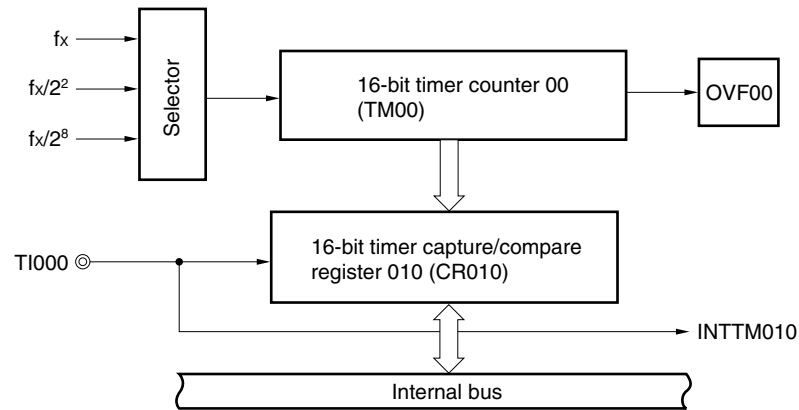 fx
fx/2²
fx/2⁸
Selector
16-bit timer counter 00
(TM00)
OVF00
TI000
16-bit timer capture/compare
register 010 (CR010)
INTTM010
Internal bus